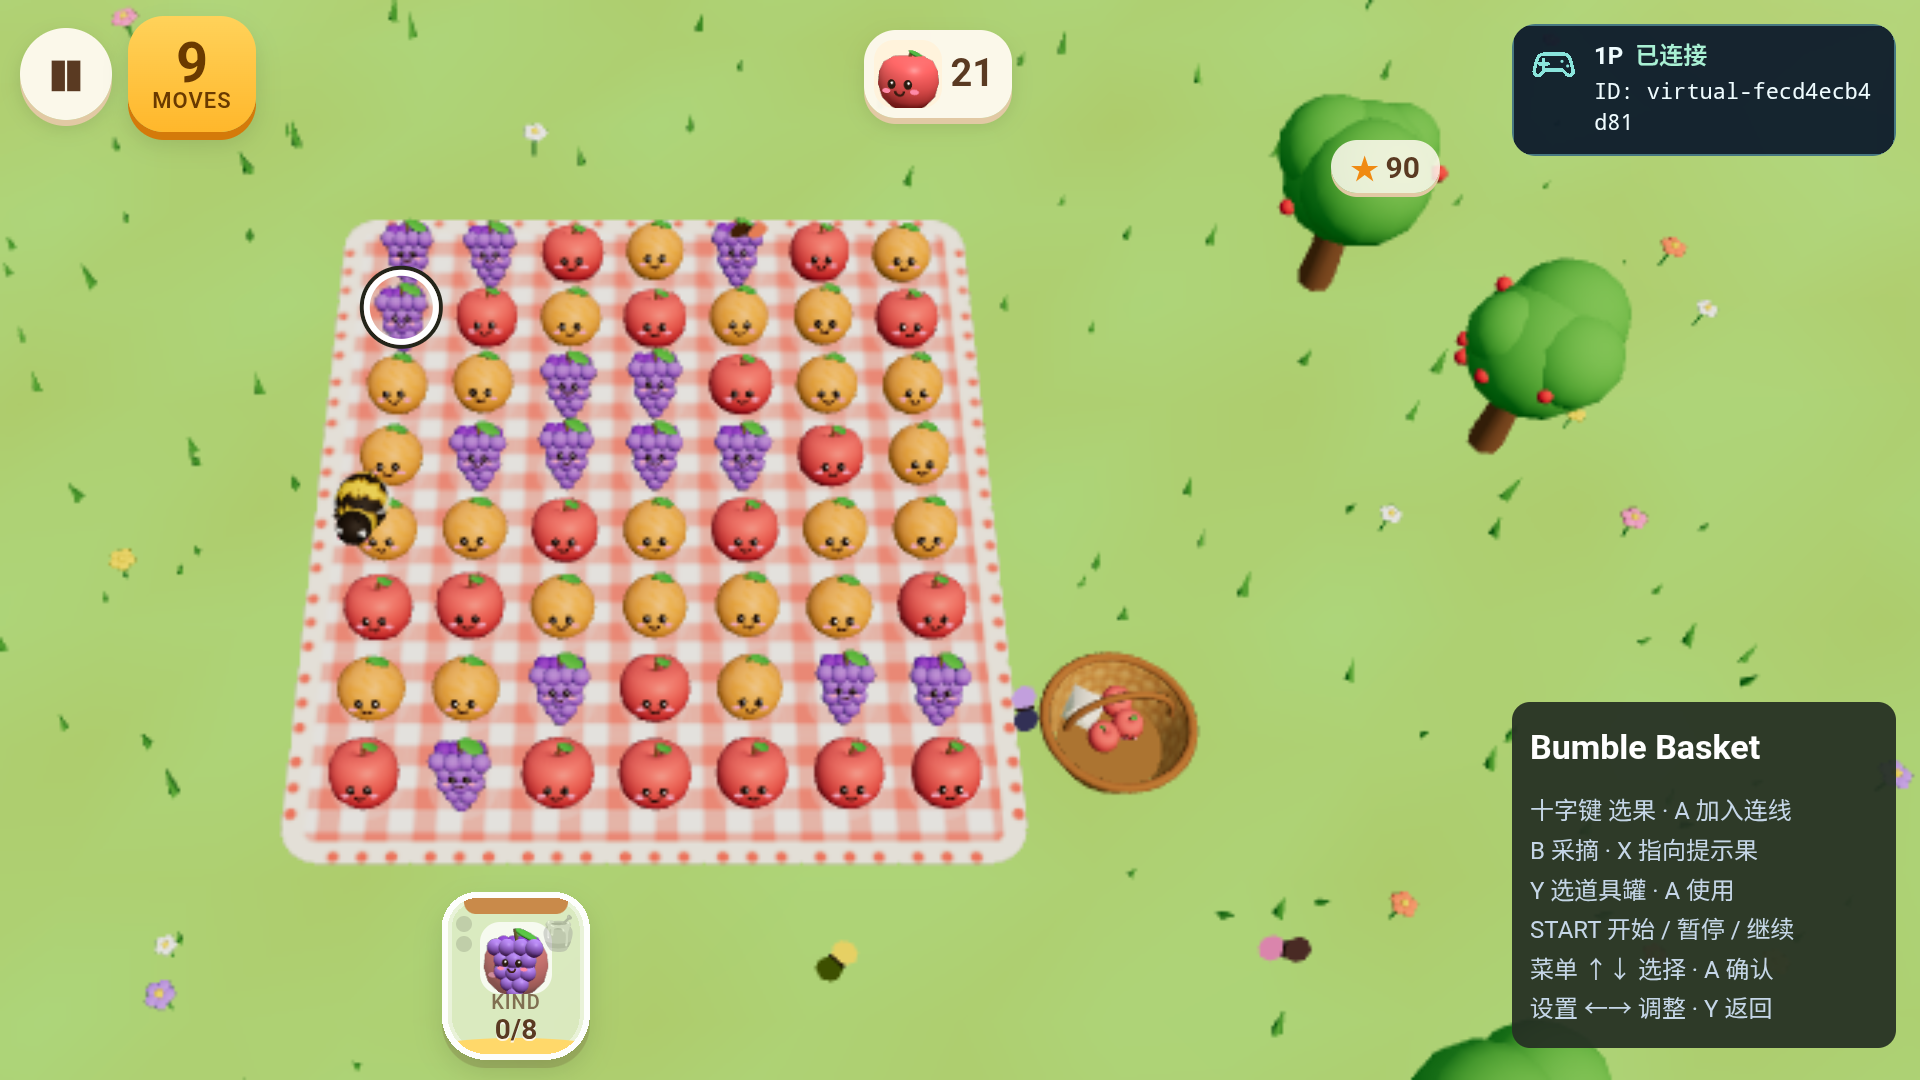 9
MOVES
21
1P 已连接
ID: virtual-fecd4ecb4
d81
90
Bumble Basket
十字键 选果 · A 加入连线
B 采摘 · X 指向提示果
Y 选道具罐 · A 使用
START 开始 / 暂停 / 继续
菜单 ↑↓ 选择 · A 确认
设置 ←→ 调整 · Y 返回
KIND
0/8